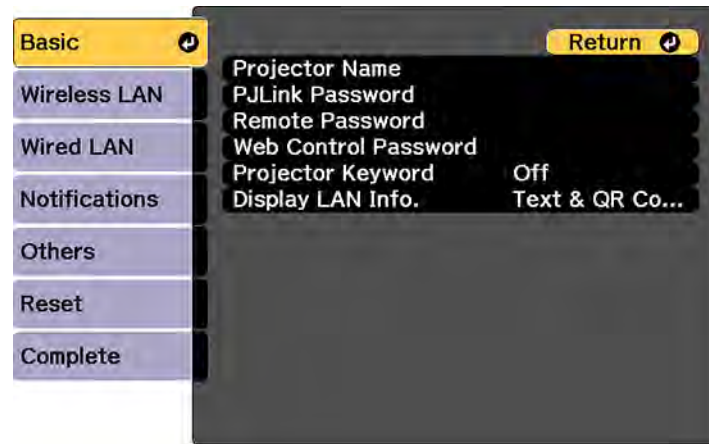 Basic
Wireless LAN
Wired LAN
Notifications
Others
Reset
Complete
Return
Projector Name
PJLink Password
Remote Password
Web Control Password
Projector Keyword Off
Display LAN Info. Text & QR Co...